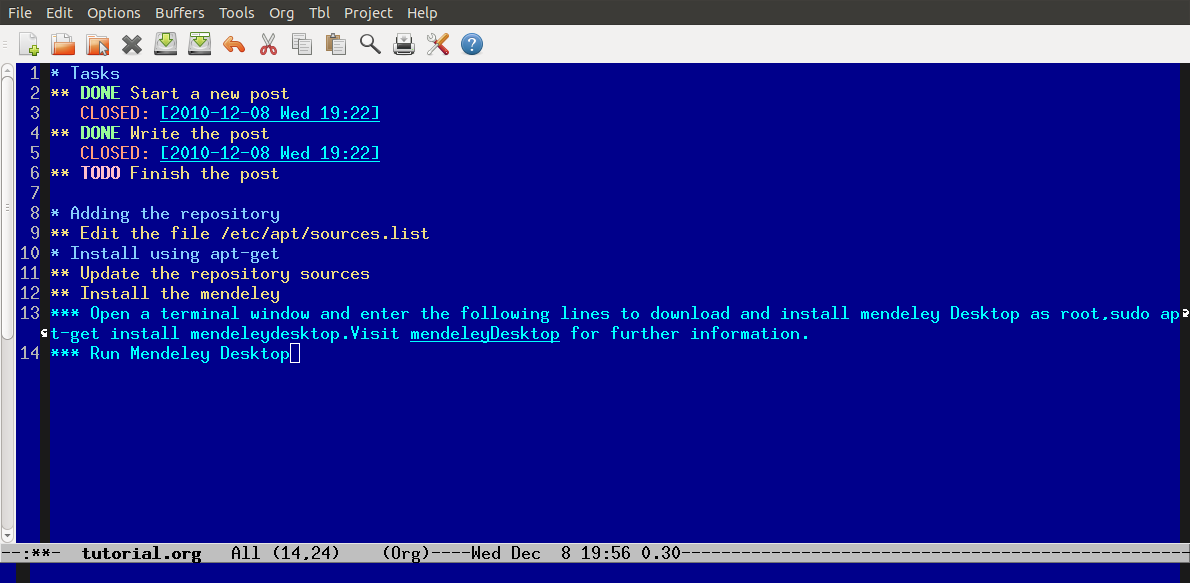 File Edit Options Buffers Tools Org Tbl Project Help
1 * Tasks
2 ** DONE Start a new post
3 CLOSED: [2010-12-08 Wed 19:22]
4 ** DONE Write the post
5 CLOSED: [2010-12-08 Wed 19:22]
6 ** TODO Finish the post
7
8 * Adding the repository
9 ** Edit the file /etc/apt/sources.list
10 * Install using apt-get
11 ** Update the repository sources
12 ** Install the mendeley
13 *** Open a terminal window and enter the following lines to download and install mendeley Desktop as root,sudo ap
t-get install mendeleydesktop.Visit mendeleyDesktop for further information.
14 *** Run Mendeley Desktop
--:**- tutorial.org All (14,24) (Org)----Wed Dec 8 19:56 0.30---------------------------------------------------